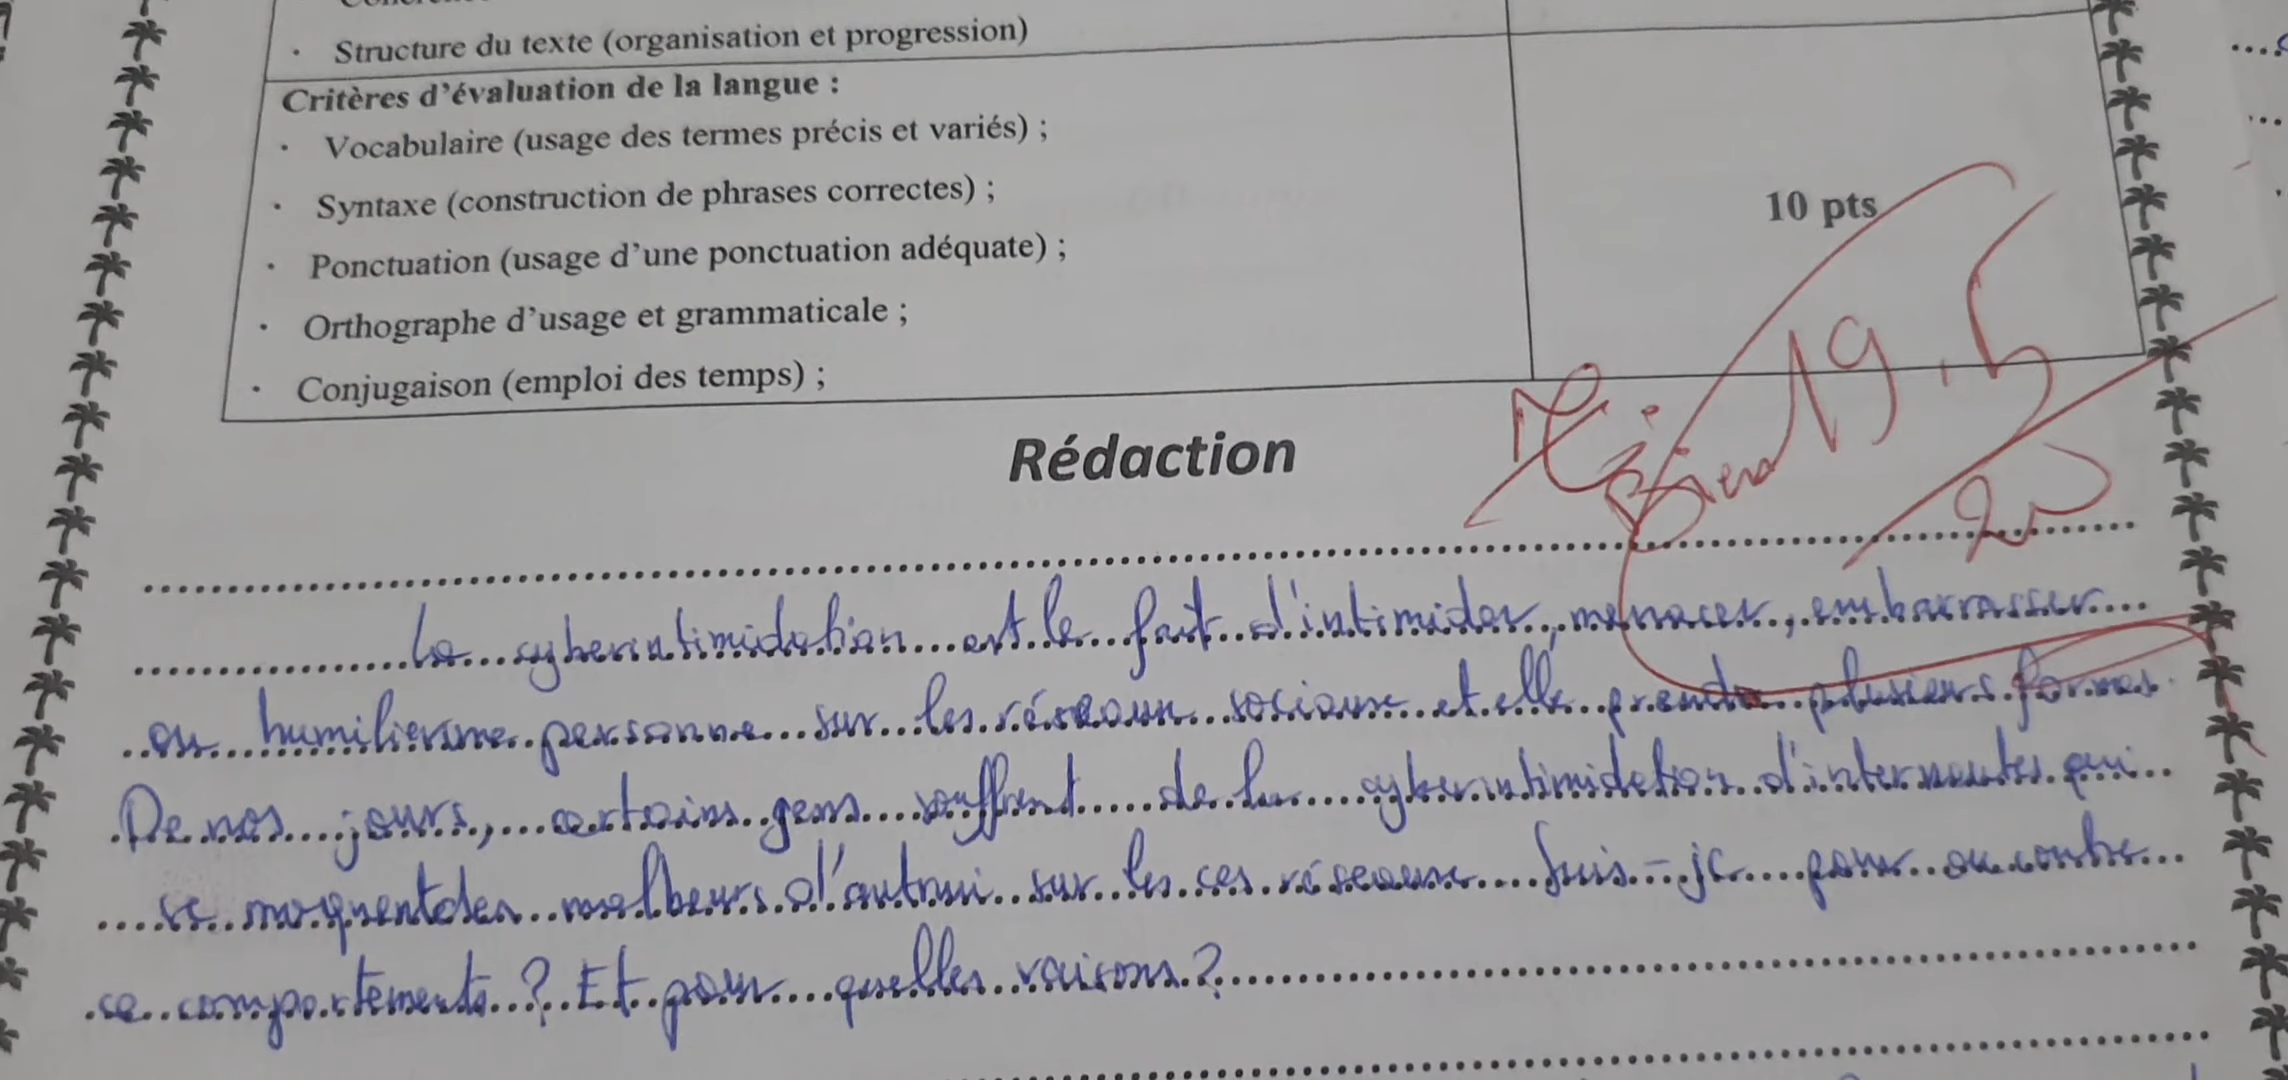 · Structure du texte (organisation et progression)
Critères d'évaluation de la langue :
· Vocabulaire (usage des termes précis et variés) ;
· Syntaxe (construction de phrases correctes) ;
· Ponctuation (usage d'une ponctuation adéquate) ;
· Orthographe d'usage et grammaticale ;
· Conjugaison (emploi des temps) ;
10 pts
Bien 19,5
20
Rédaction
La cyberintimidation est le fait d'intimider, menacer, embarrasser
ou humilier une personne sur les réseaux sociaux et elle prend plusieurs formes.
De nos jours, certains gens souffrent de la cyberintimidation d'internautes qui
se moquent des malheurs d'autrui sur les ces réseaux. Suis-je pour ou contre
ce comportement ? Et pour quelles raisons ?